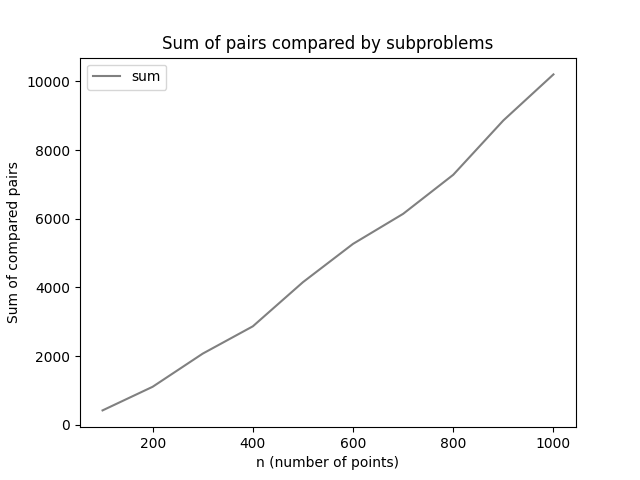 Sum of pairs compared by subproblems
sum
Sum of compared pairs
10000
8000
6000
4000
2000
0
200 400 600 800 1000
n (number of points)